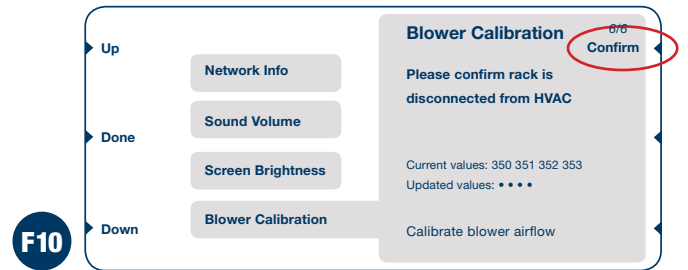 Up
Done
Down
F10
Network Info
Sound Volume
Screen Brightness
Blower Calibration
Blower Calibration
6/6
Confirm
Please confirm rack is
disconnected from HVAC
Current values: 350 351 352 353
Updated values: • • • •
Calibrate blower airflow